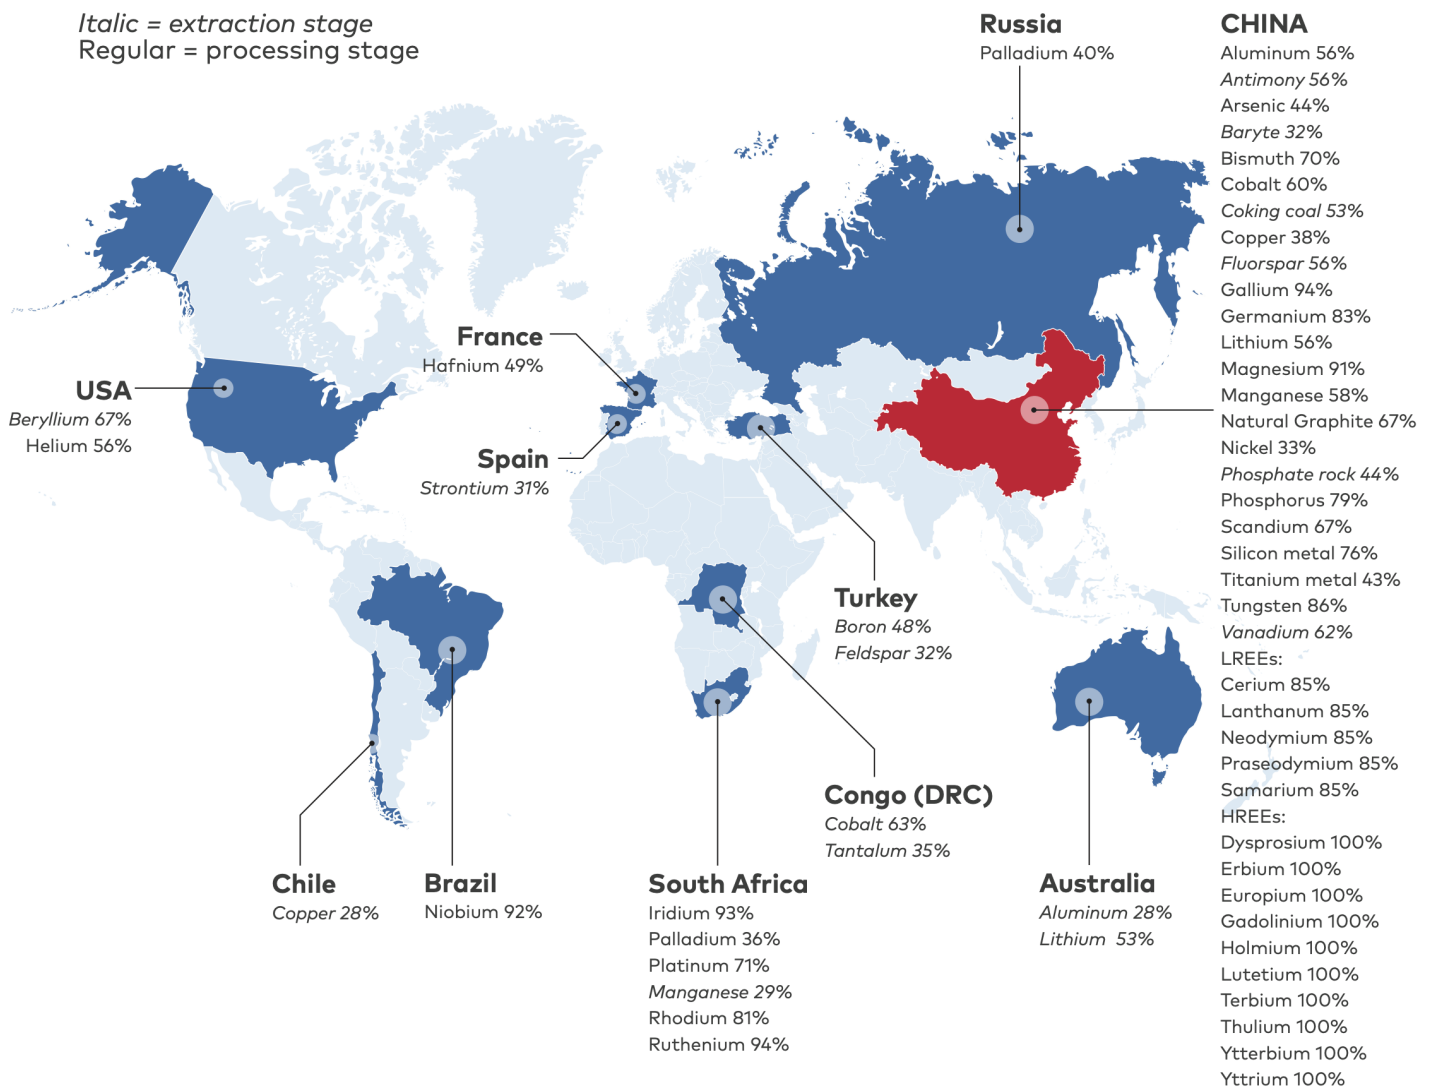 Italic = extraction stage
Regular = processing stage
Russia
Palladium 40%
CHINA
Aluminum 56%
Antimony 56%
Arsenic 44%
Baryte 32%
Bismuth 70%
Cobalt 60%
Coking coal 53%
Copper 38%
Fluorspar 56%
Gallium 94%
Germanium 83%
Lithium 56%
Magnesium 91%
Manganese 58%
Natural Graphite 67%
Nickel 33%
Phosphate rock 44%
Phosphorus 79%
Scandium 67%
Silicon metal 76%
Titanium metal 43%
Tungsten 86%
Vanadium 62%
LREEs:
Cerium 85%
Lanthanum 85%
Neodymium 85%
Praseodymium 85%
Samarium 85%
HREEs:
Dysprosium 100%
Erbium 100%
Europium 100%
Gadolinium 100%
Holmium 100%
Lutetium 100%
Terbium 100%
Thulium 100%
Ytterbium 100%
Yttrium 100%
France
Hafnium 49%
USA
Beryllium 67%
Helium 56%
Spain
Strontium 31%
Turkey
Boron 48%
Feldspar 32%
Congo (DRC)
Cobalt 63%
Tantalum 35%
Chile
Copper 28%
Brazil
Niobium 92%
South Africa
Iridium 93%
Palladium 36%
Platinum 71%
Manganese 29%
Rhodium 81%
Ruthenium 94%
Australia
Aluminum 28%
Lithium 53%